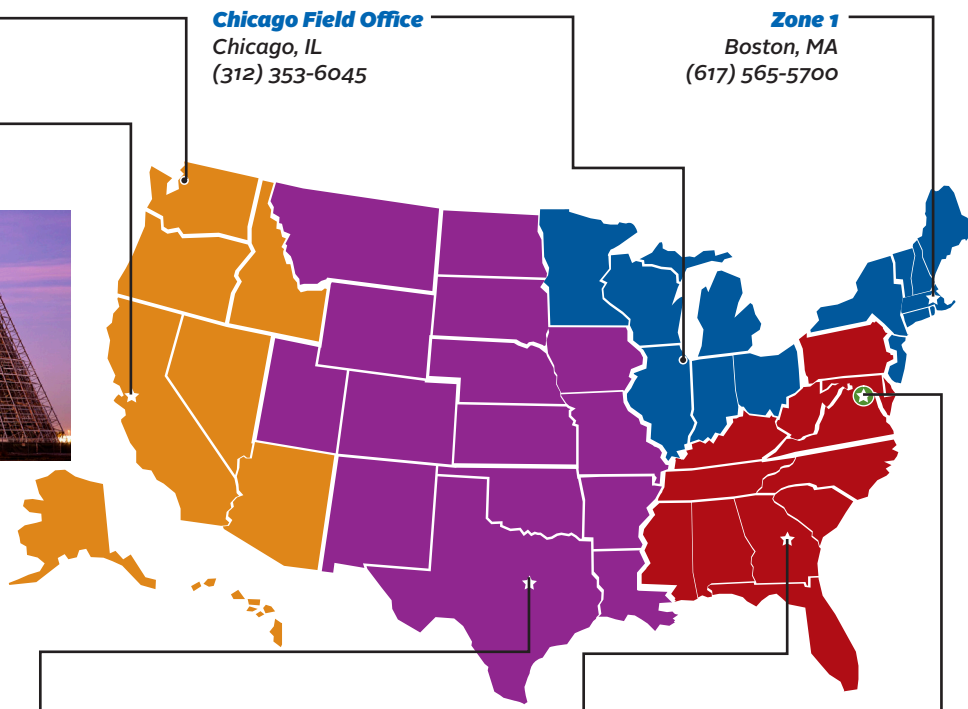 Chicago Field Office
Chicago, IL
(312) 353-6045
Zone 1
Boston, MA
(617) 565-5700